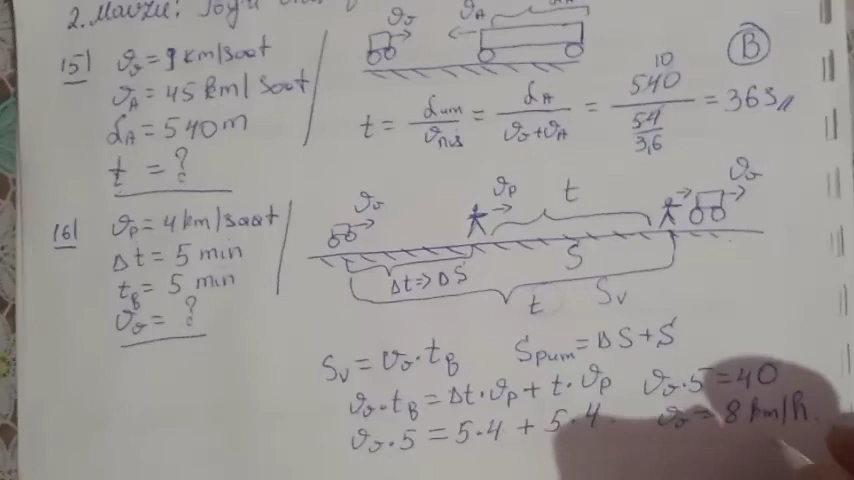 2. Mavzu:
ϑ₀ ϑ_A L_A
15) ϑ₀ = 9 km/soat
ϑ_A = 45 km/soat
L_A = 540 m
t = ?
t = L_um/ϑ_nis = L_A/(ϑ₀+ϑ_A) = 540/(54/3,6) = 36 s
10
B
16) ϑ_p = 4 km/soat
Δt = 5 min
t_B = 5 min
ϑ₀ = ?
ϑ₀ ϑ_p t ϑ₀
Δt => ΔS S
t S_v
S_v = ϑ₀·t_B S_pum = ΔS + S
ϑ₀·t_B = Δt·ϑ_p + t·ϑ_p ϑ₀·5 = 40
ϑ₀·5 = 5·4 + 5·4 ϑ₀ = 8 km/h.